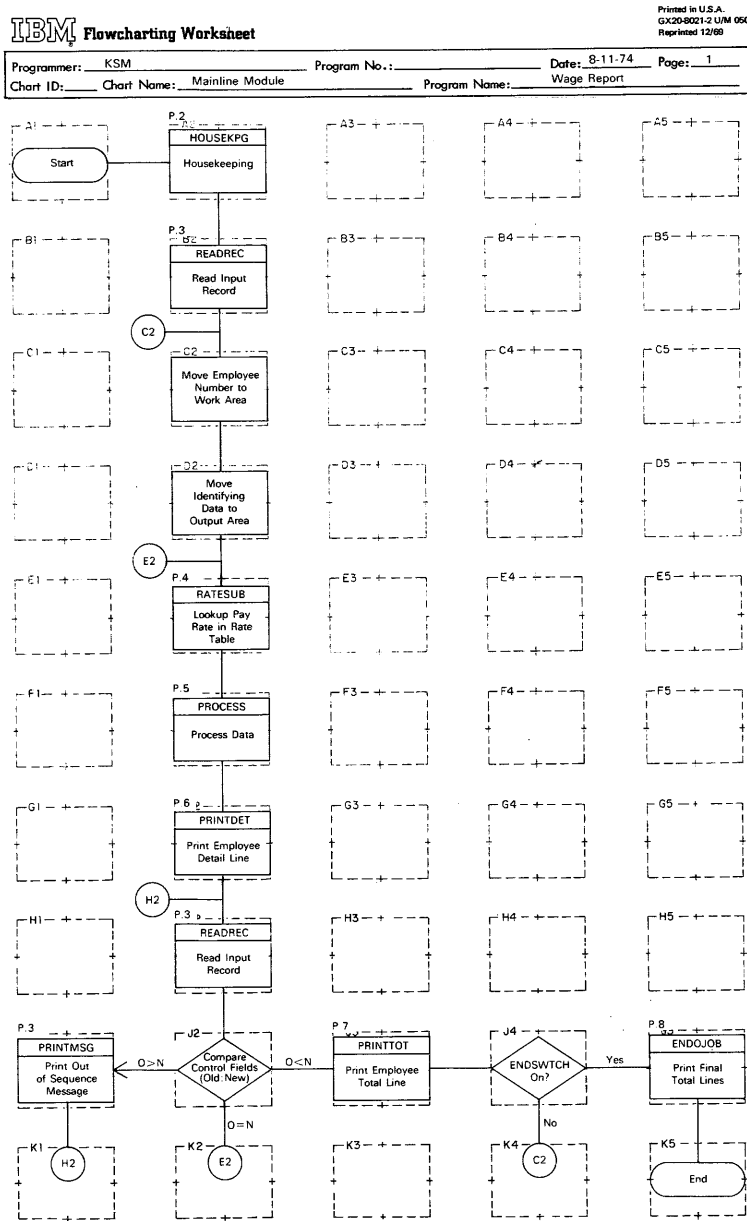 Printed in U.S.A.
GX20-8021-2 U/M 050
Reprinted 12/69
IBM Flowcharting Worksheet
Programmer: KSM Program No.: Date: 8-11-74 Page: 1
Chart ID: Chart Name: Mainline Module Program Name: Wage Report
A1
P.2
A2
A3
A4
A5
Start
HOUSEKPG
Housekeeping
B1
P.3
B2
B3
B4
B5
READREC
Read Input
Record
C2
C1
C2
C3
C4
C5
Move Employee
Number to
Work Area
D1
D2
D3
D4
D5
Move
Identifying
Data to
Output Area
E2
E1
P.4
E3
E4
E5
RATESUB
Lookup Pay
Rate in Rate
Table
F1
P.5
F3
F4
F5
PROCESS
Process Data
G1
P.6
G3
G4
G5
PRINTDET
Print Employee
Detail Line
H2
H1
P.3
H3
H4
H5
READREC
Read Input
Record
P.3
J2
P.7
J4
P.8
PRINTMSG
Print Out
of Sequence
Message
O>N
Compare
Control Fields
(Old:New)
O<N
PRINTTOT
Print Employee
Total Line
ENDSWTCH
On?
Yes
ENDOJOB
Print Final
Total Lines
O=N
No
K1
K2
K3
K4
K5
H2
E2
C2
End